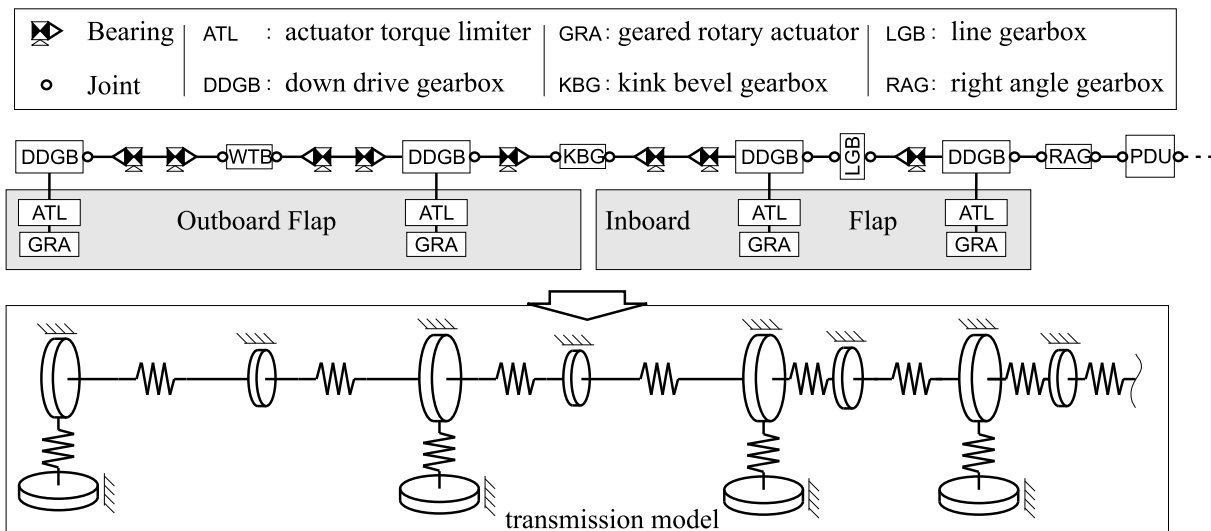 Bearing ATL : actuator torque limiter GRA : geared rotary actuator LGB : line gearbox
Joint DDGB : down drive gearbox KBG : kink bevel gearbox RAG : right angle gearbox
DDGB WTB DDGB KBG DDGB LGB DDGB RAG PDU
Outboard Flap Inboard Flap
ATL ATL ATL ATL
GRA GRA GRA GRA
transmission model